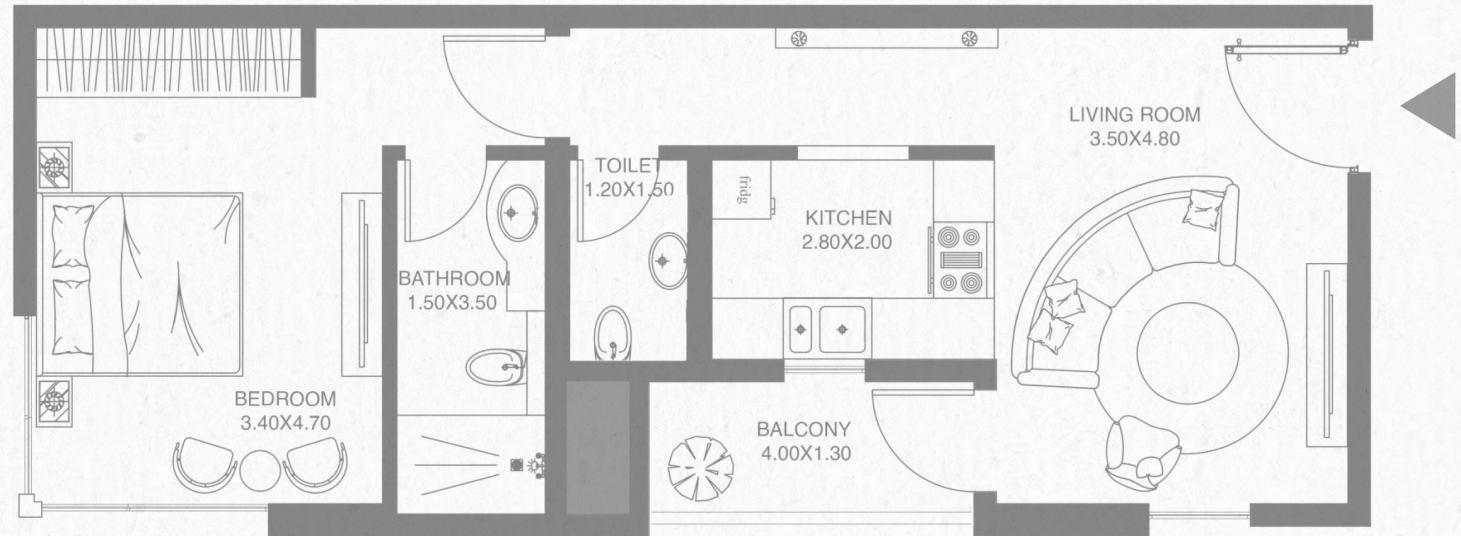 LIVING ROOM
3.50X4.80
TOILET
1.20X1.50
fridg
KITCHEN
2.80X2.00
BATHROOM
1.50X3.50
BEDROOM
3.40X4.70
BALCONY
4.00X1.30